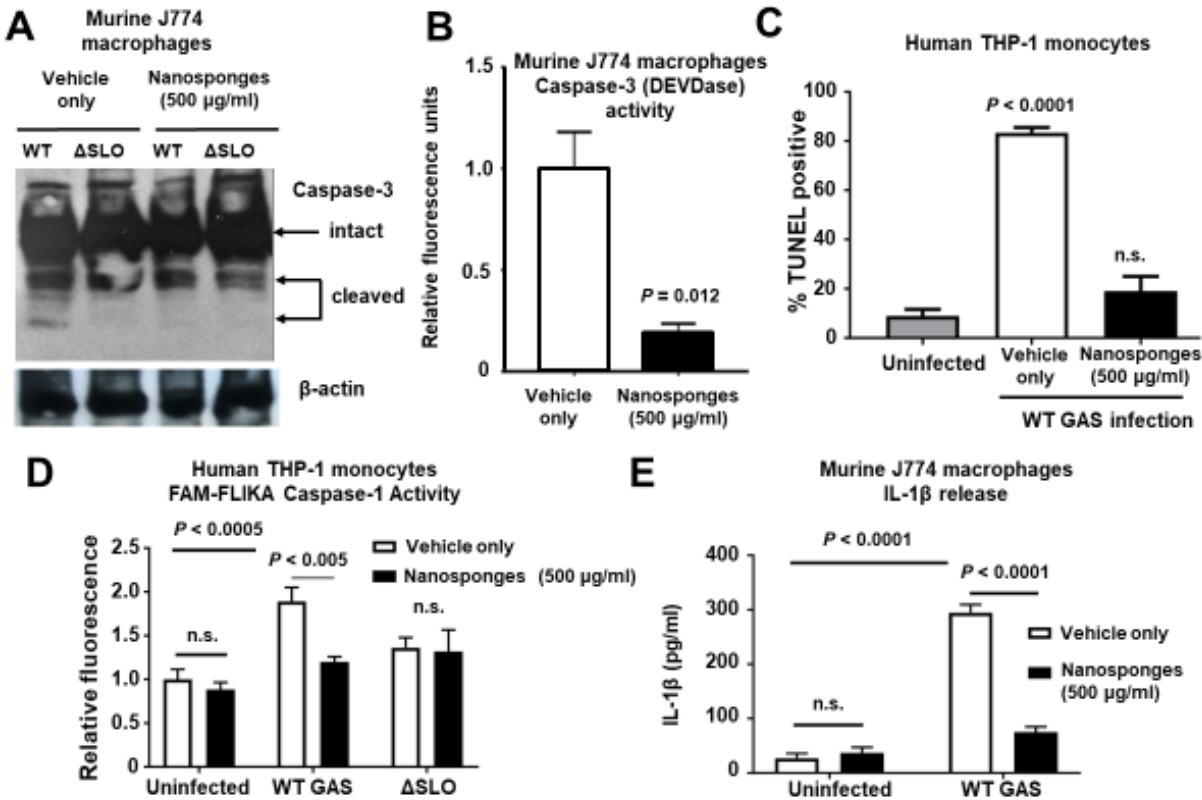 A
Murine J774
macrophages
Vehicle
only
Nanosponges
(500 µg/ml)
WT ΔSLO WT ΔSLO
Caspase-3
intact
cleaved
β-actin
B
Murine J774 macrophages
Caspase-3 (DEVDase)
activity
Relative fluorescence units
1.5
1.0
0.5
0
P = 0.012
Vehicle
only
Nanosponges
(500 µg/ml)
C
Human THP-1 monocytes
% TUNEL positive
100
80
60
40
20
0
P < 0.0001
n.s.
Uninfected
Vehicle
only
Nanosponges
(500 µg/ml)
WT GAS infection
D
Human THP-1 monocytes
FAM-FLIKA Caspase-1 Activity
Relative fluorescence
2.5
2.0
1.5
1.0
0.5
0.0
P < 0.0005
P < 0.005
n.s.
n.s.
Vehicle only
Nanosponges (500 µg/ml)
Uninfected WT GAS ΔSLO
E
Murine J774 macrophages
IL-1β release
IL-1β (pg/ml)
400
300
200
100
0
P < 0.0001
P < 0.0001
n.s.
Vehicle only
Nanosponges
(500 µg/ml)
Uninfected WT GAS